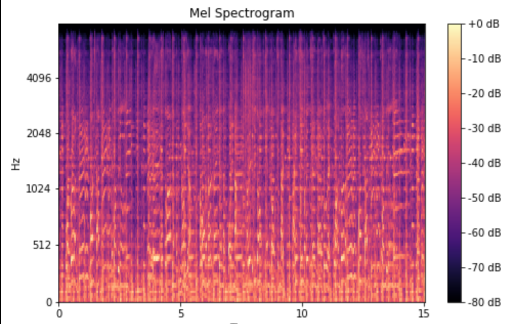 Mel Spectrogram
+0 dB
-10 dB
-20 dB
-30 dB
-40 dB
-50 dB
-60 dB
-70 dB
-80 dB
Hz
4096
2048
1024
512
0
0
5
10
15